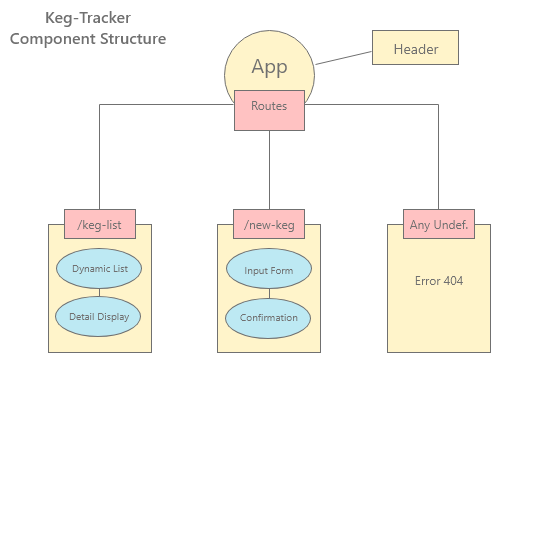 Keg-Tracker
Component Structure
App
Header
Routes
/keg-list
/new-keg
Any Undef.
Dynamic List
Input Form
Error 404
Detail Display
Confirmation